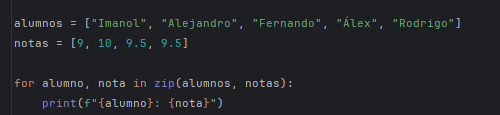 alumnos = ["Imanol", "Alejandro", "Fernando", "Álex", "Rodrigo"]
notas = [9, 10, 9.5, 9.5]
for alumno, nota in zip(alumnos, notas):
    print(f"{alumno}: {nota}")